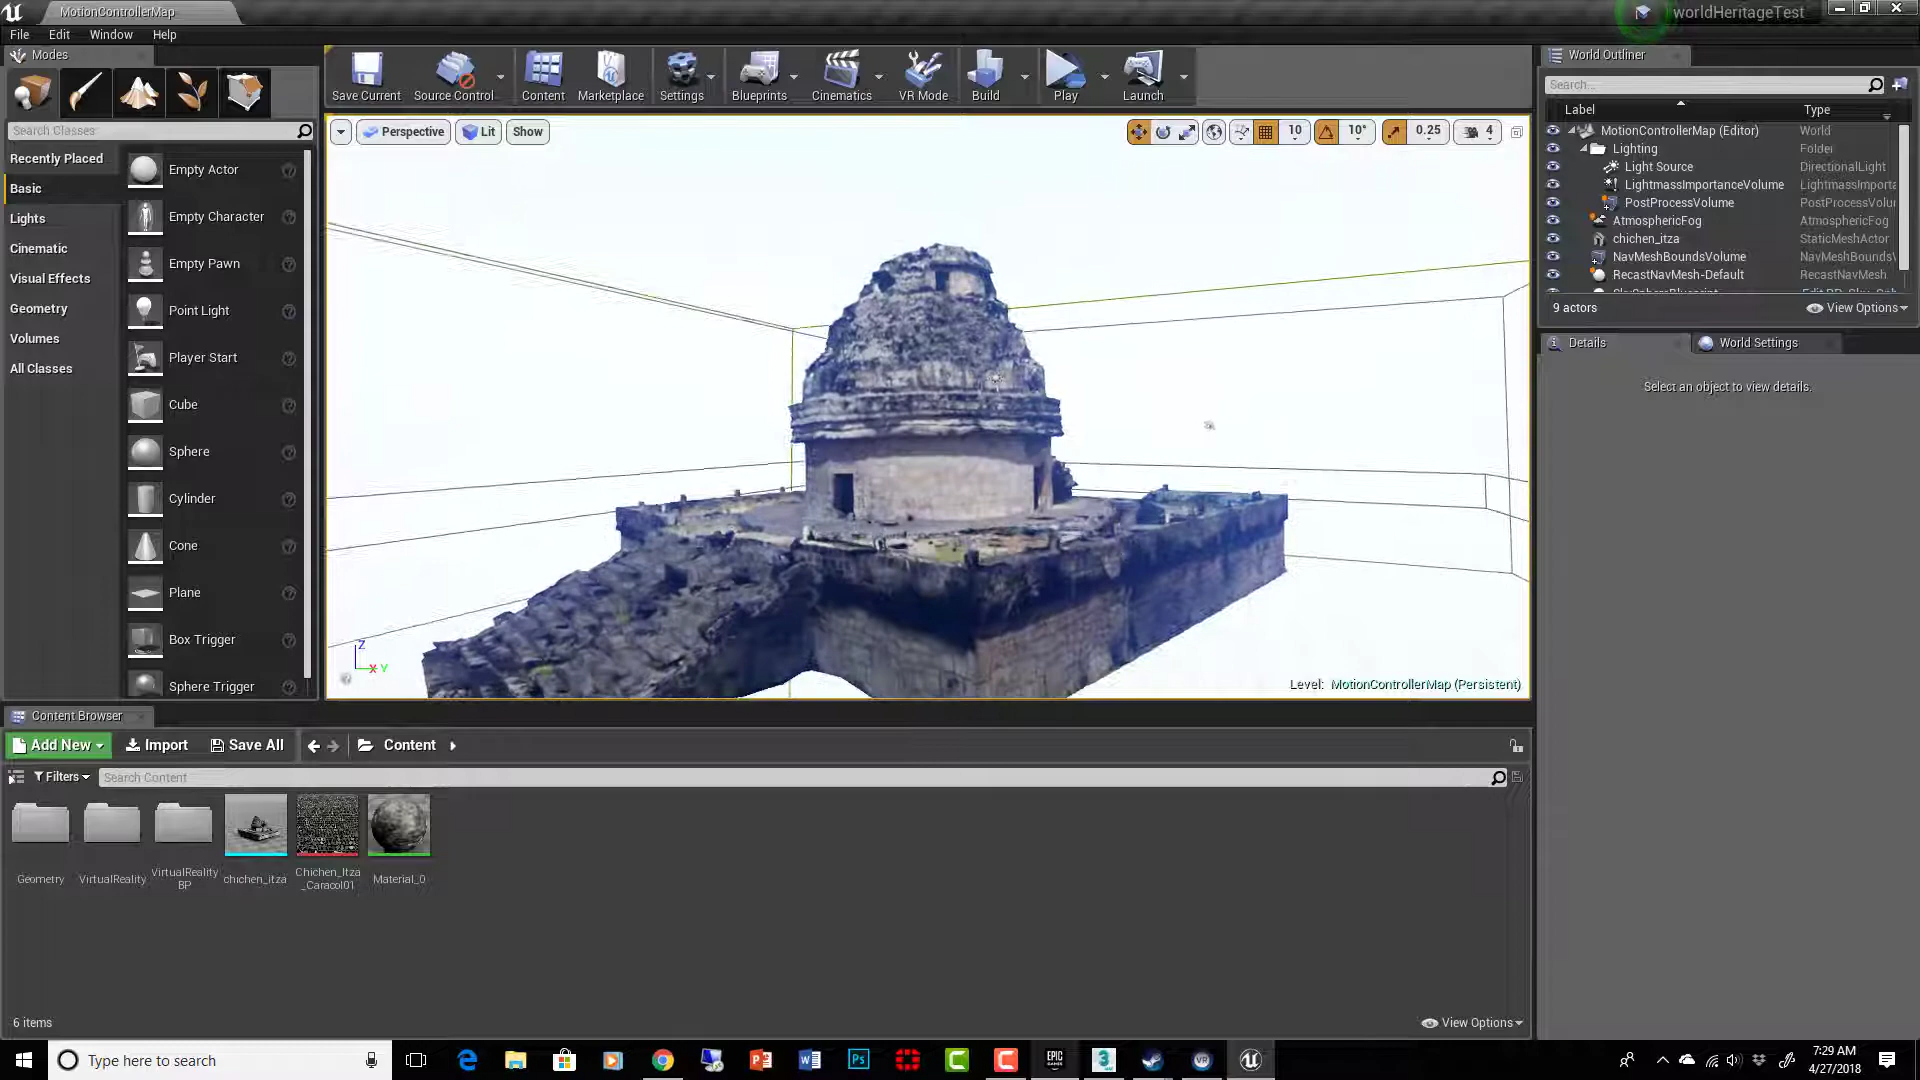 MotionControllerMap
worldHeritageTest
File Edit Window Help
Modes
Save Current Source Control Content Marketplace Settings Blueprints Cinematics VR Mode Build Play Launch
World Outliner
Search...
Label Type
Search Classes
Perspective Lit Show
10 10° 0.25 4
MotionControllerMap (Editor) World
Lighting Folder
Light Source DirectionalLight
LightmassImportanceVolume LightmassImporta
PostProcessVolume PostProcessVolu
AtmosphericFog AtmosphericFog
chichen_itza StaticMeshActor
NavMeshBoundsVolume NavMeshBoundsV
RecastNavMesh-Default RecastNavMesh
9 actors View Options
Recently Placed
Basic
Lights
Cinematic
Visual Effects
Geometry
Volumes
All Classes
Empty Actor
Empty Character
Empty Pawn
Point Light
Player Start
Cube
Sphere
Cylinder
Cone
Plane
Box Trigger
Sphere Trigger
Details World Settings
Select an object to view details.
Z
X Y
Level: MotionControllerMap (Persistent)
Content Browser
Add New Import Save All Content
Filters Search Content
Geometry
VirtualReality
VirtualReality
BP
chichen_itza
Chichen_Itza
_Caracol01
Material_0
6 items View Options
Type here to search
7:29 AM
4/27/2018